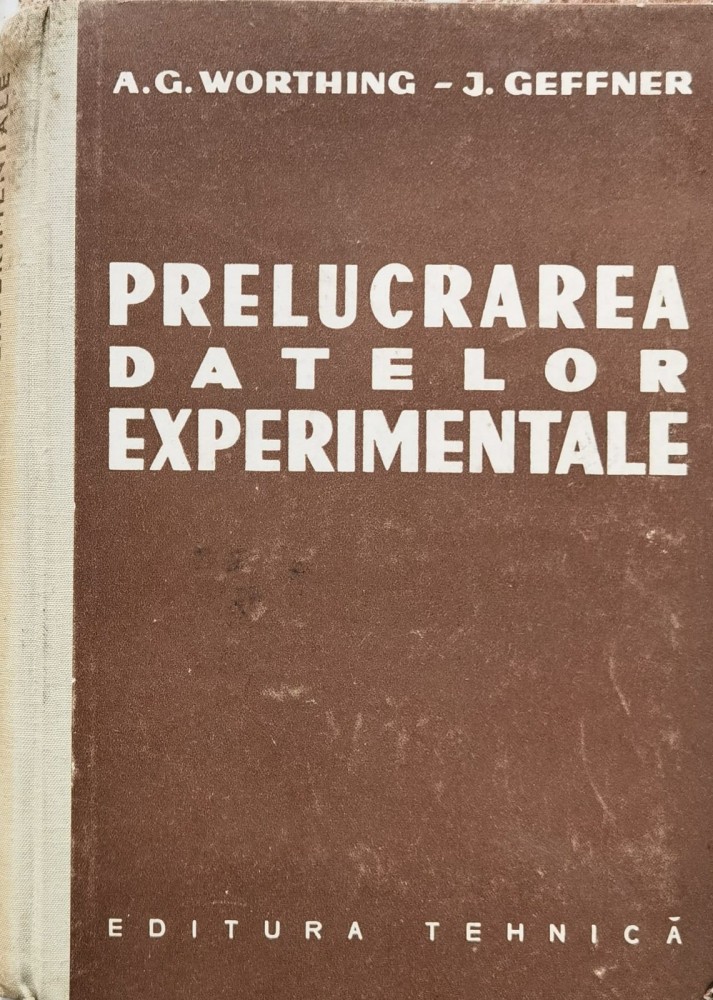 A. G. WORTHING - J. GEFFNER
PRELUCRAREA
DATELOR
EXPERIMENTALE
EDITURA TEHNICĂ